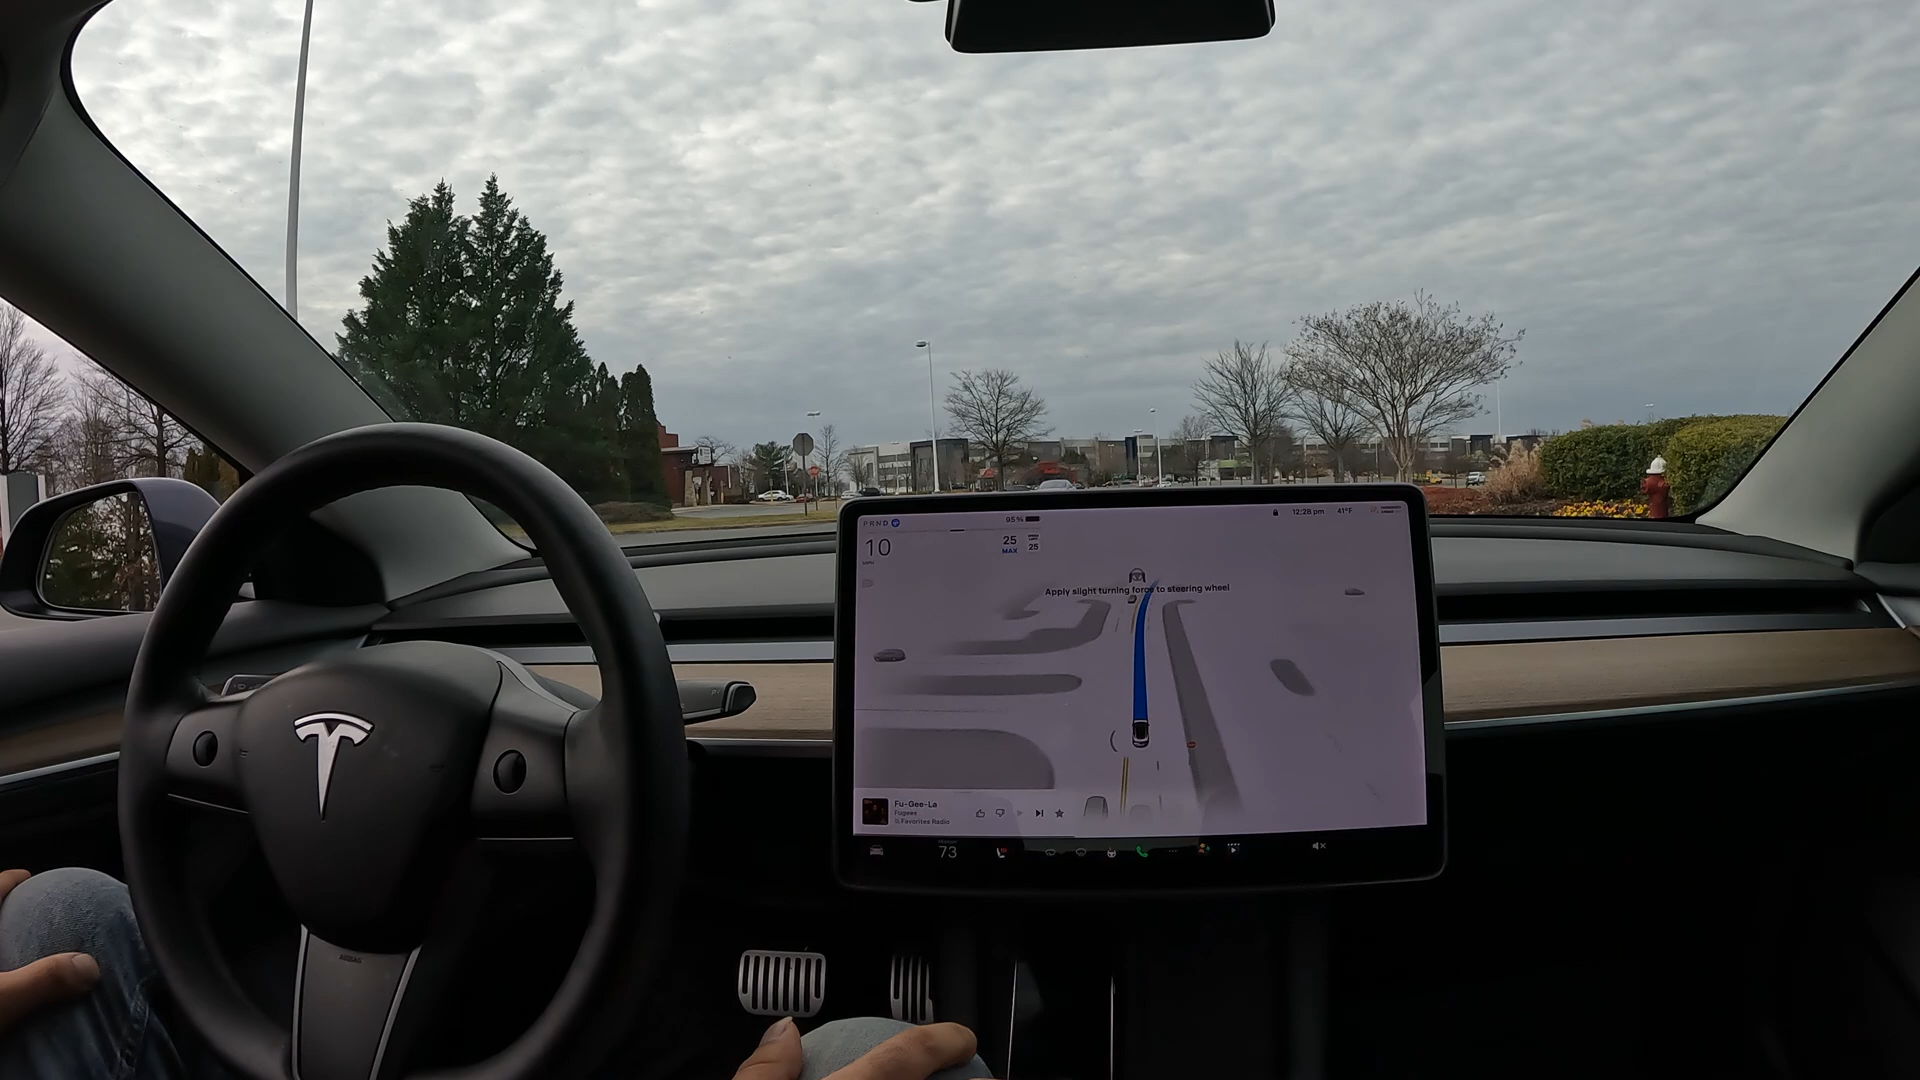 PRND
95%
12:28 pm
41°F
10
MPH
25
MAX
25
Apply slight turning force to steering wheel
Fu-Gee-La
Fugees
Favorites Radio
73
AIRBAG